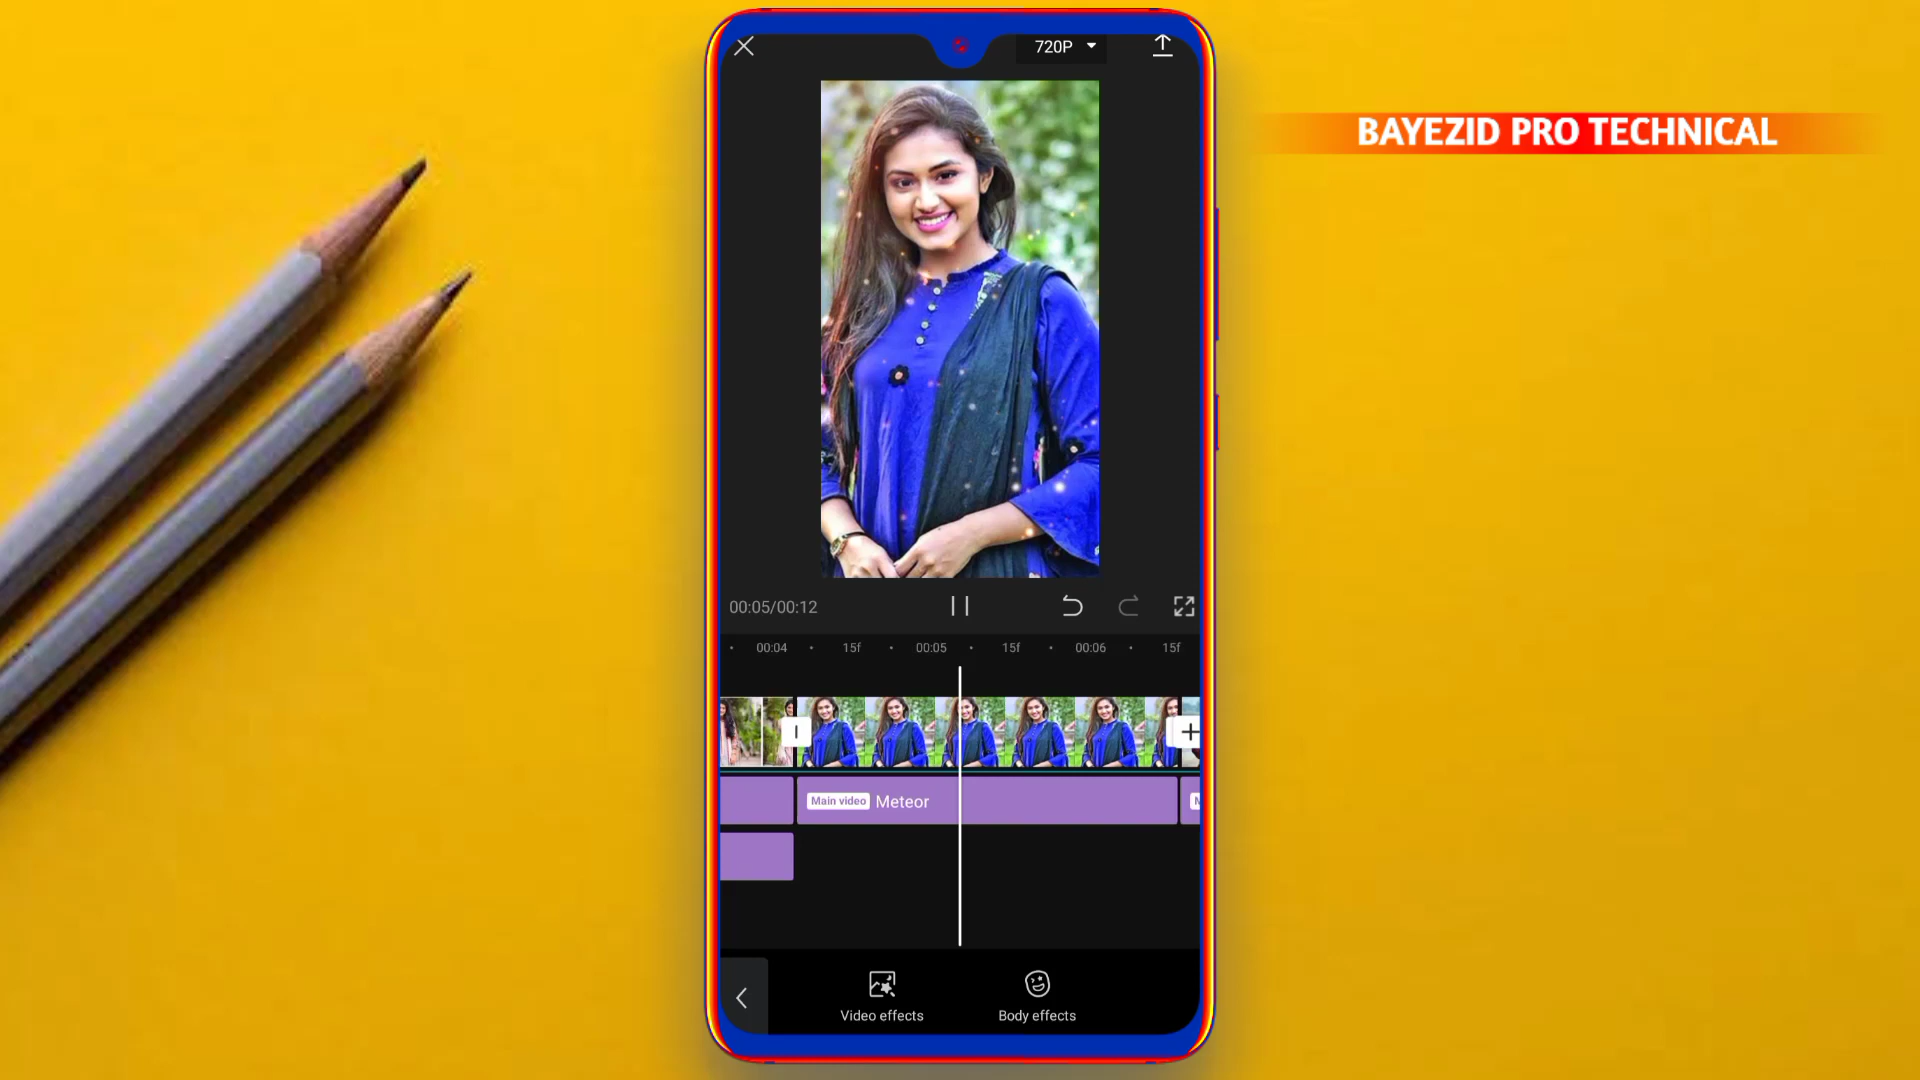 720P
BAYEZID PRO TECHNICAL
00:05/00:12
00:04 15f 00:05 15f 00:06 15f
Main video Meteor
Video effects Body effects